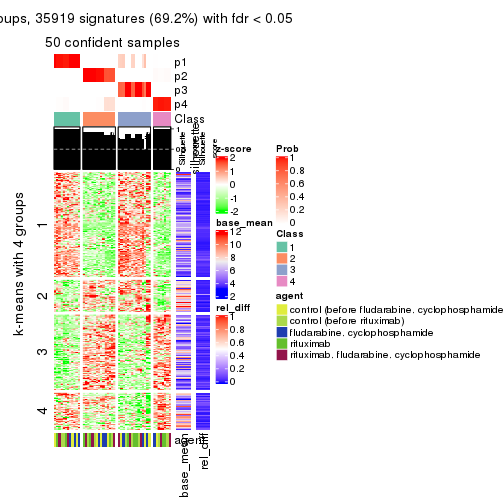 oups, 35919 signatures (69.2%) with fdr < 0.05
50 confident samples
p1
p2
p3
p4
Class
1
0
silhouette
score
k-means with 4 groups
1
2
3
4
agent
base_mean
rel_diff
z-score
2
1
0
-1
-2
base_mean
12
10
8
6
4
2
rel_diff
1
0.8
0.6
0.4
0.2
0
Prob
1
0.8
0.6
0.4
0.2
0
Class
1
2
3
4
agent
control (before fludarabine. cyclophosphamide
control (before rituximab)
fludarabine. cyclophosphamide
rituximab
rituximab. fludarabine. cyclophosphamide